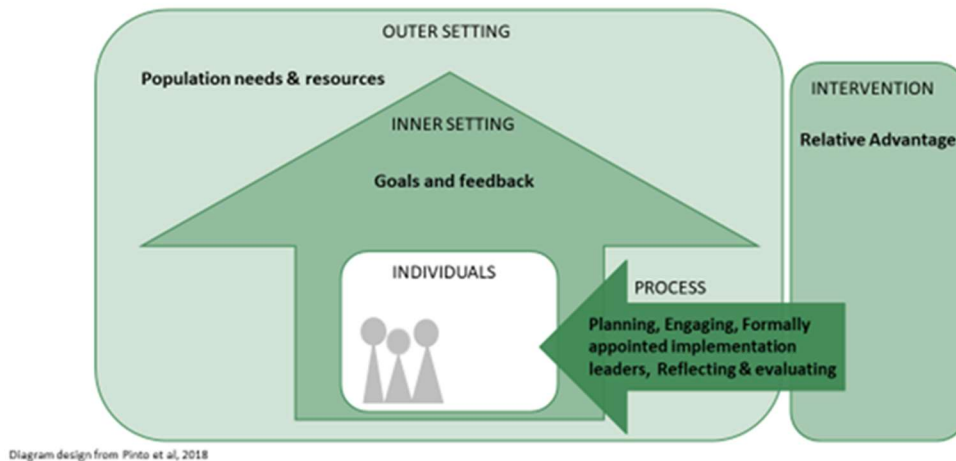 OUTER SETTING
Population needs & resources
INTERVENTION
INNER SETTING
Relative Advantage
Goals and feedback
INDIVIDUALS
PROCESS
Planning, Engaging, Formally
appointed implementation
leaders, Reflecting & evaluating
Diagram design from Pinto et al, 2018